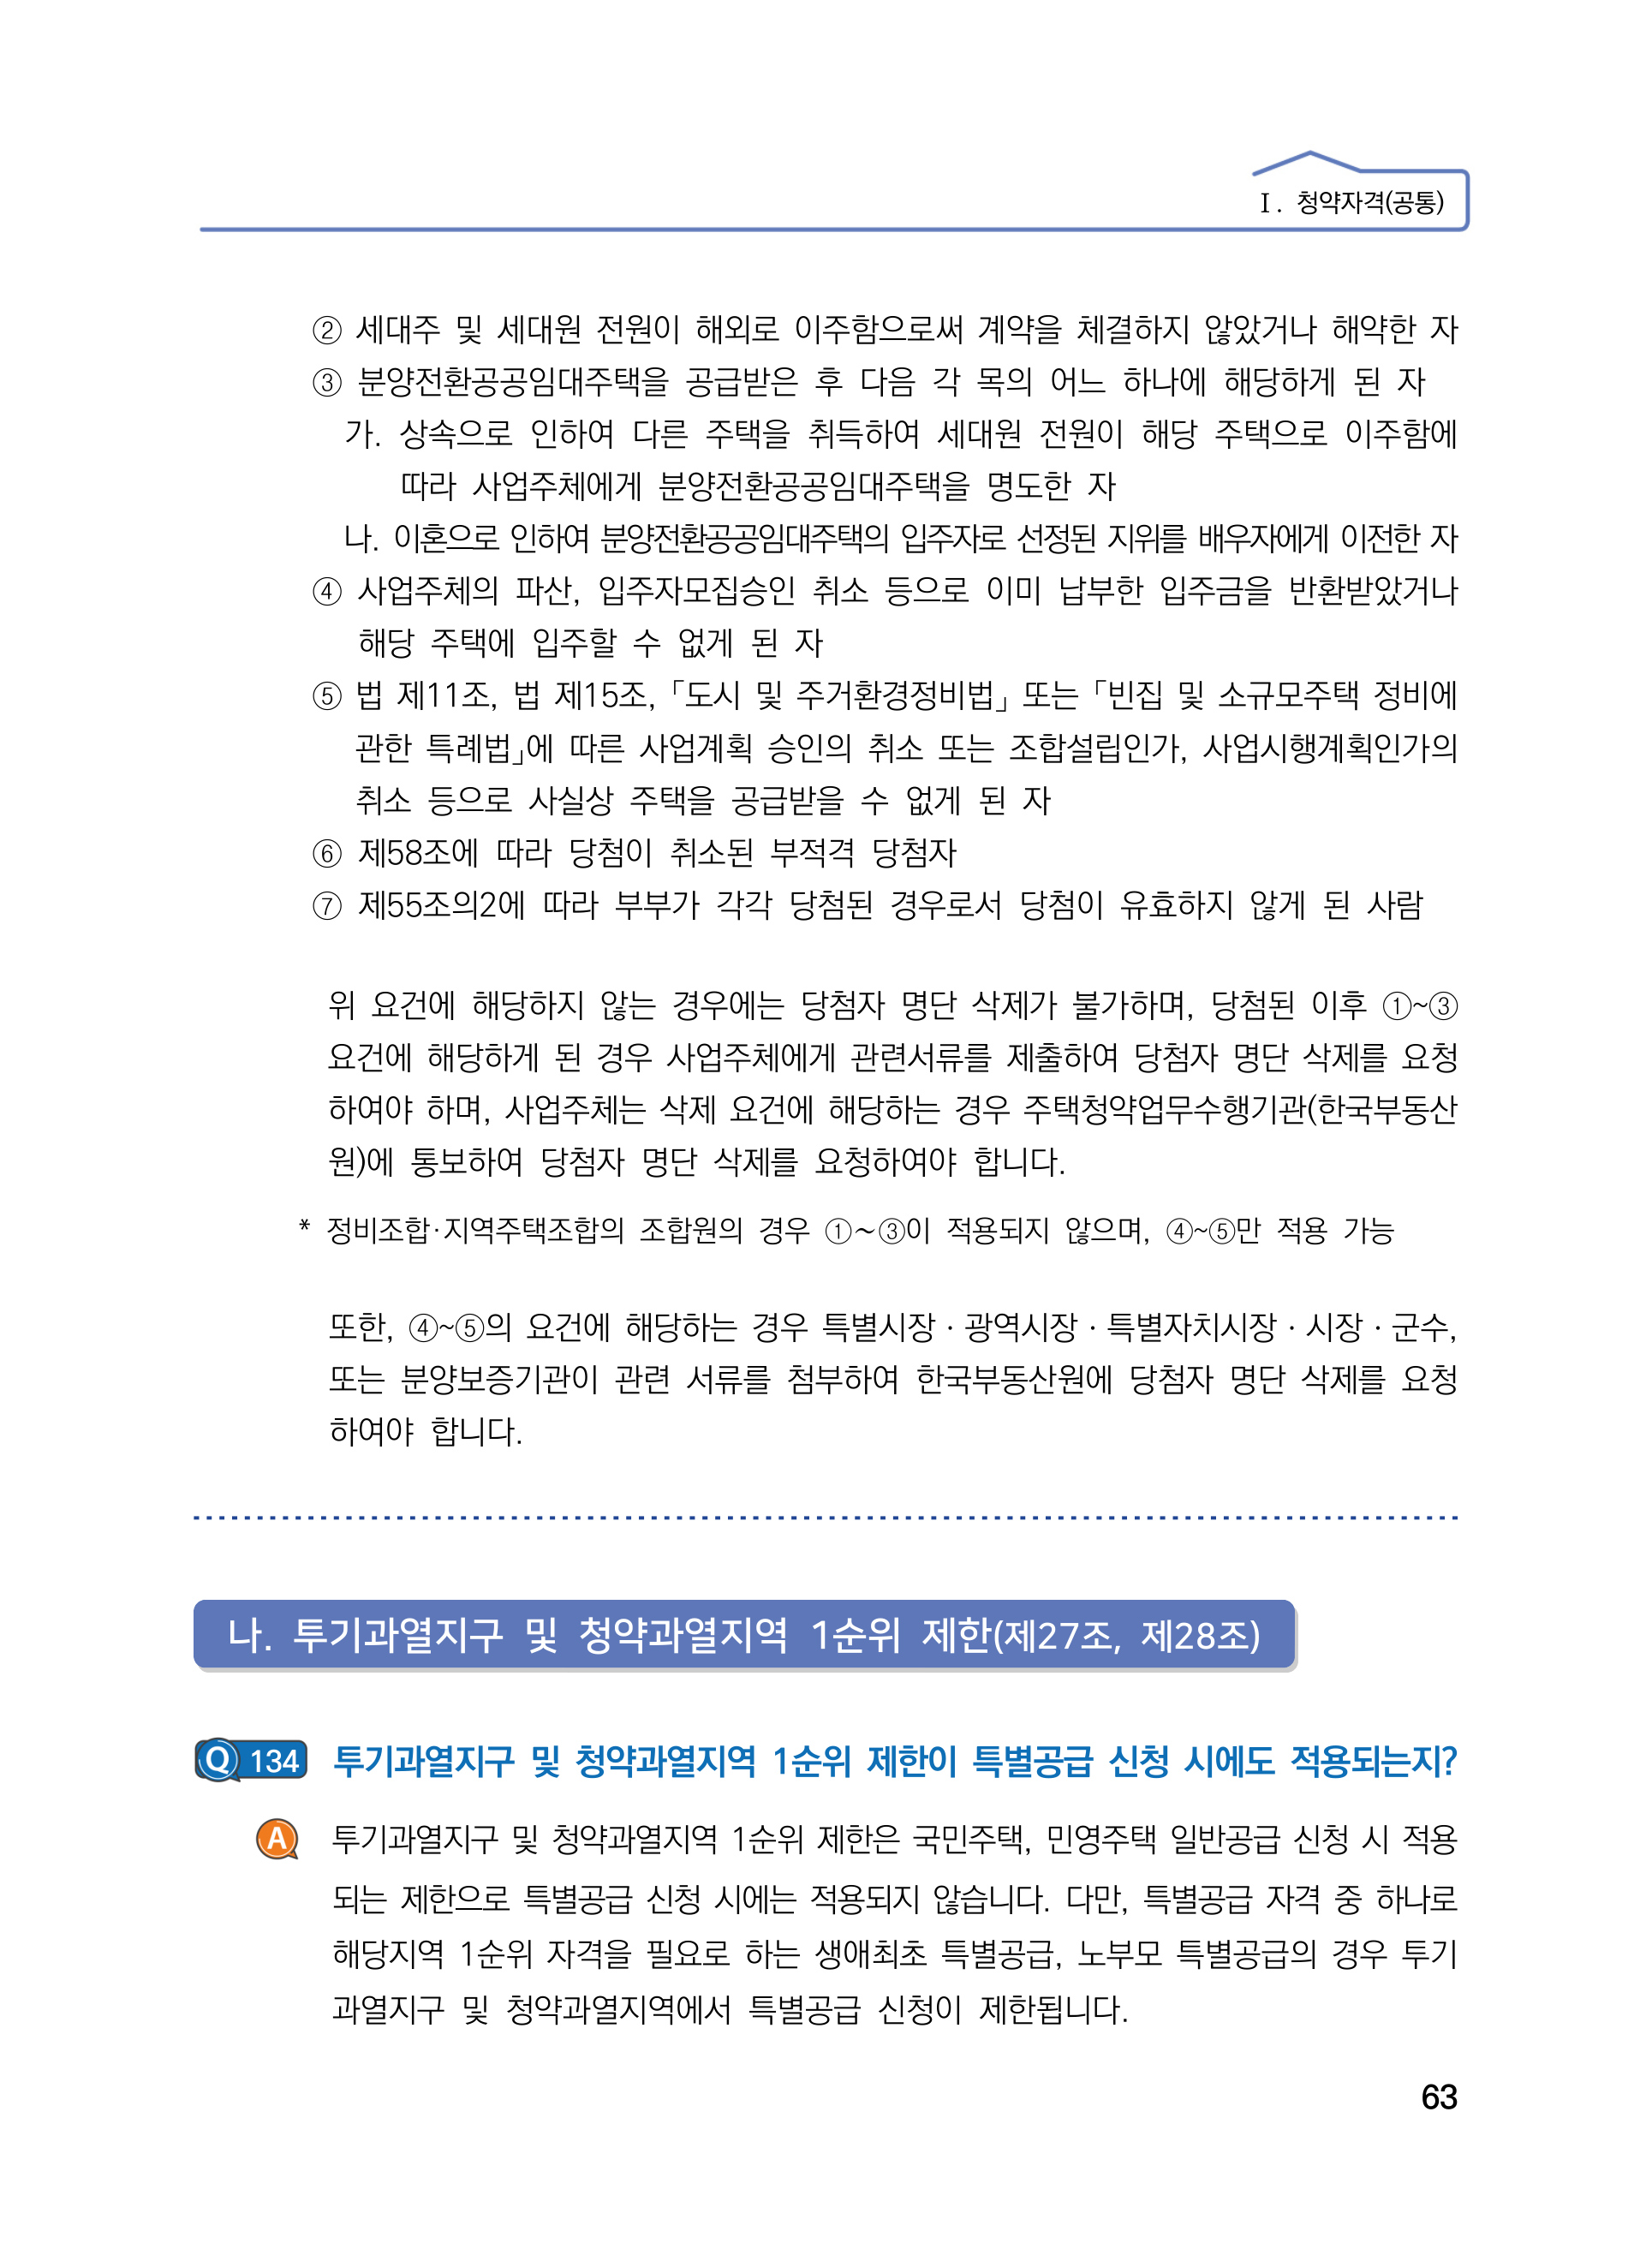 Ⅰ. 청약자격(공통)
② 세대주 및 세대원 전원이 해외로 이주함으로써 계약을 체결하지 않았거나 해약한 자
③ 분양전환공공임대주택을 공급받은 후 다음 각 목의 어느 하나에 해당하게 된 자
가. 상속으로 인하여 다른 주택을 취득하여 세대원 전원이 해당 주택으로 이주함에
따라 사업주체에게 분양전환공공임대주택을 명도한 자
나. 이혼으로 인하여 분양전환공공임대주택의 입주자로 선정된 지위를 배우자에게 이전한 자
④ 사업주체의 파산, 입주자모집승인 취소 등으로 이미 납부한 입주금을 반환받았거나
해당 주택에 입주할 수 없게 된 자
⑤ 법 제11조, 법 제15조, 「도시 및 주거환경정비법」 또는 「빈집 및 소규모주택 정비에
관한 특례법」에 따른 사업계획 승인의 취소 또는 조합설립인가, 사업시행계획인가의
취소 등으로 사실상 주택을 공급받을 수 없게 된 자
⑥ 제58조에 따라 당첨이 취소된 부적격 당첨자
⑦ 제55조의2에 따라 부부가 각각 당첨된 경우로서 당첨이 유효하지 않게 된 사람
위 요건에 해당하지 않는 경우에는 당첨자 명단 삭제가 불가하며, 당첨된 이후 ①~③
요건에 해당하게 된 경우 사업주체에게 관련서류를 제출하여 당첨자 명단 삭제를 요청
하여야 하며, 사업주체는 삭제 요건에 해당하는 경우 주택청약업무수행기관(한국부동산
원)에 통보하여 당첨자 명단 삭제를 요청하여야 합니다.
* 정비조합·지역주택조합의 조합원의 경우 ①~③이 적용되지 않으며, ④~⑤만 적용 가능
또한, ④~⑤의 요건에 해당하는 경우 특별시장 · 광역시장 · 특별자치시장 · 시장 · 군수,
또는 분양보증기관이 관련 서류를 첨부하여 한국부동산원에 당첨자 명단 삭제를 요청
하여야 합니다.
나. 투기과열지구 및 청약과열지역 1순위 제한(제27조, 제28조)
Q 134 투기과열지구 및 청약과열지역 1순위 제한이 특별공급 신청 시에도 적용되는지?
A 투기과열지구 및 청약과열지역 1순위 제한은 국민주택, 민영주택 일반공급 신청 시 적용
되는 제한으로 특별공급 신청 시에는 적용되지 않습니다. 다만, 특별공급 자격 중 하나로
해당지역 1순위 자격을 필요로 하는 생애최초 특별공급, 노부모 특별공급의 경우 투기
과열지구 및 청약과열지역에서 특별공급 신청이 제한됩니다.
63